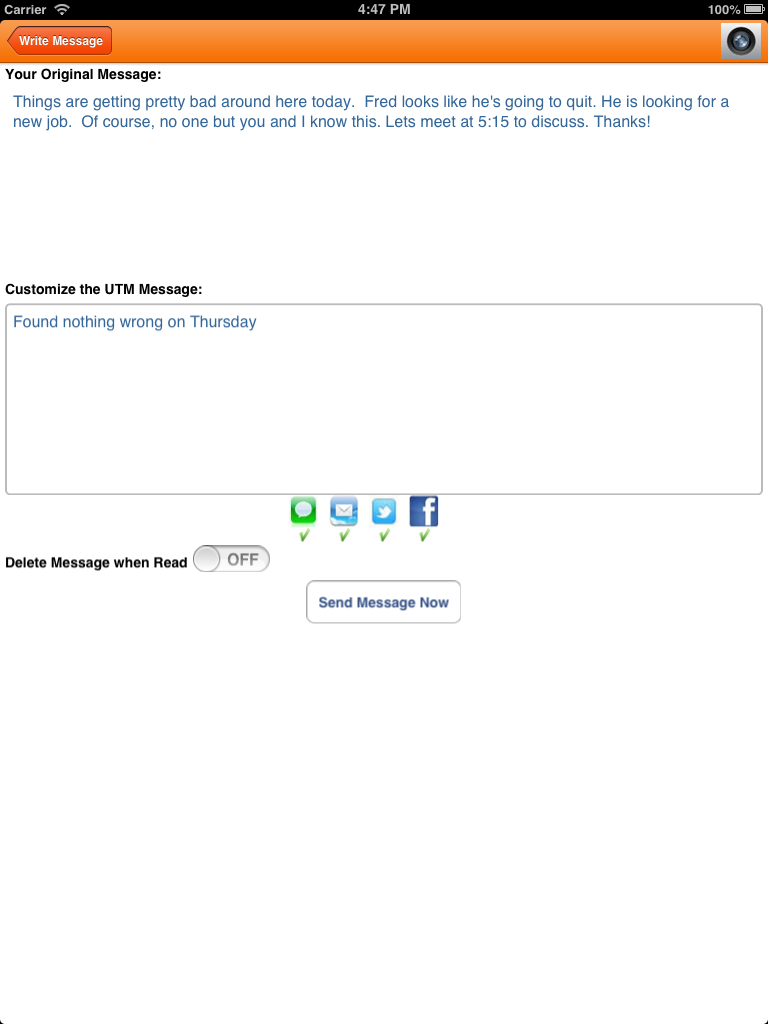 Carrier 4:47 PM 100%
Write Message
Your Original Message:
Things are getting pretty bad around here today.  Fred looks like he's going to quit. He is looking for a
new job.  Of course, no one but you and I know this. Lets meet at 5:15 to discuss. Thanks!
Customize the UTM Message:
Found nothing wrong on Thursday
f
Delete Message when Read OFF
Send Message Now